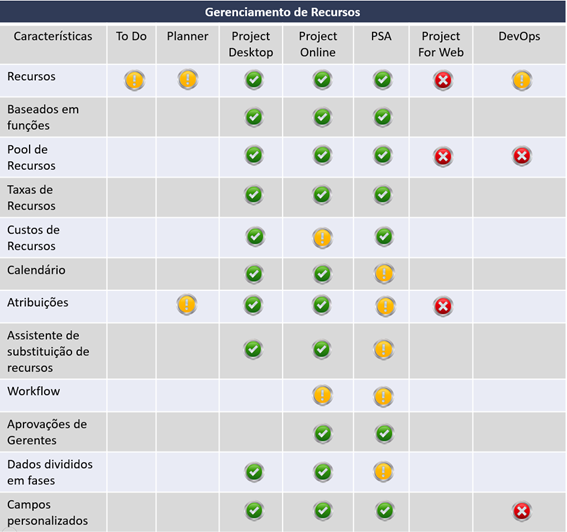 Gerenciamento de Recursos
Características To Do Planner Project Desktop Project Online PSA Project For Web DevOps
Recursos
Baseados em
funções
Pool de
Recursos
Taxas de
Recursos
Custos de
Recursos
Calendário
Atribuições
Assistente de
substituição de
recursos
Workflow
Aprovações de
Gerentes
Dados divididos
em fases
Campos
personalizados